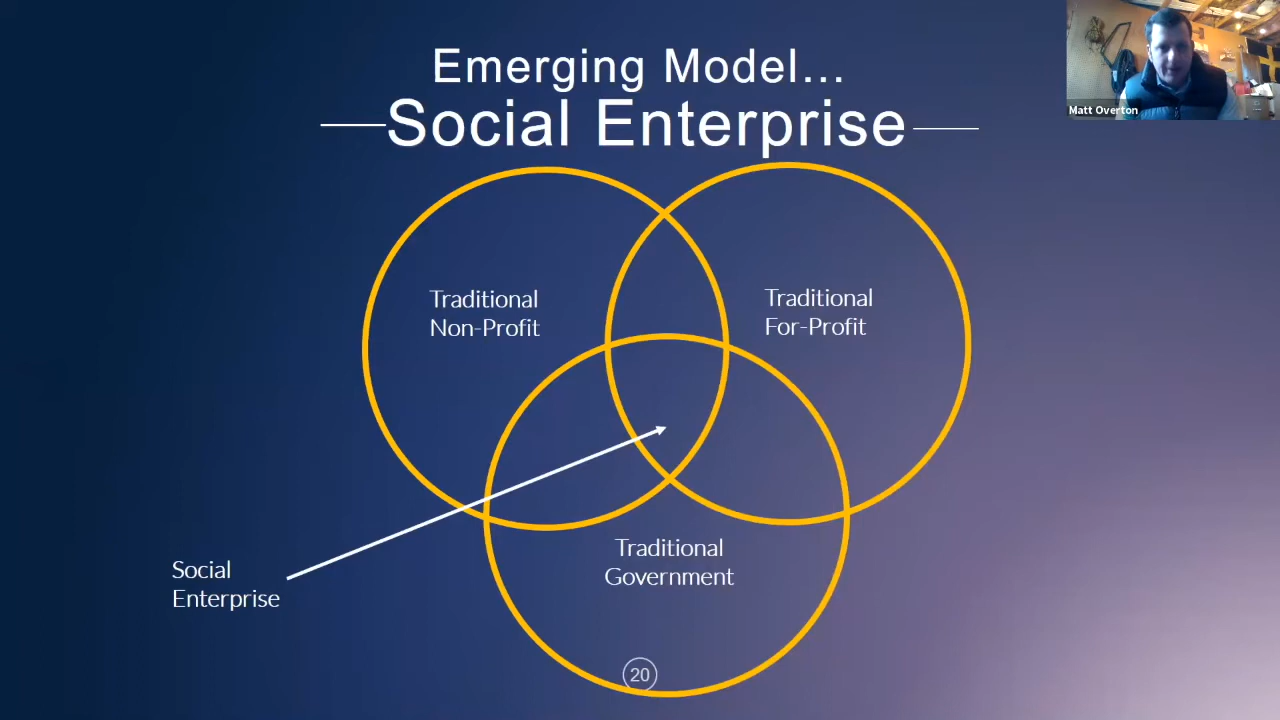 Emerging Model...
Social Enterprise
Matt Overton
Traditional
Non-Profit
Traditional
For-Profit
Traditional
Government
Social
Enterprise
20